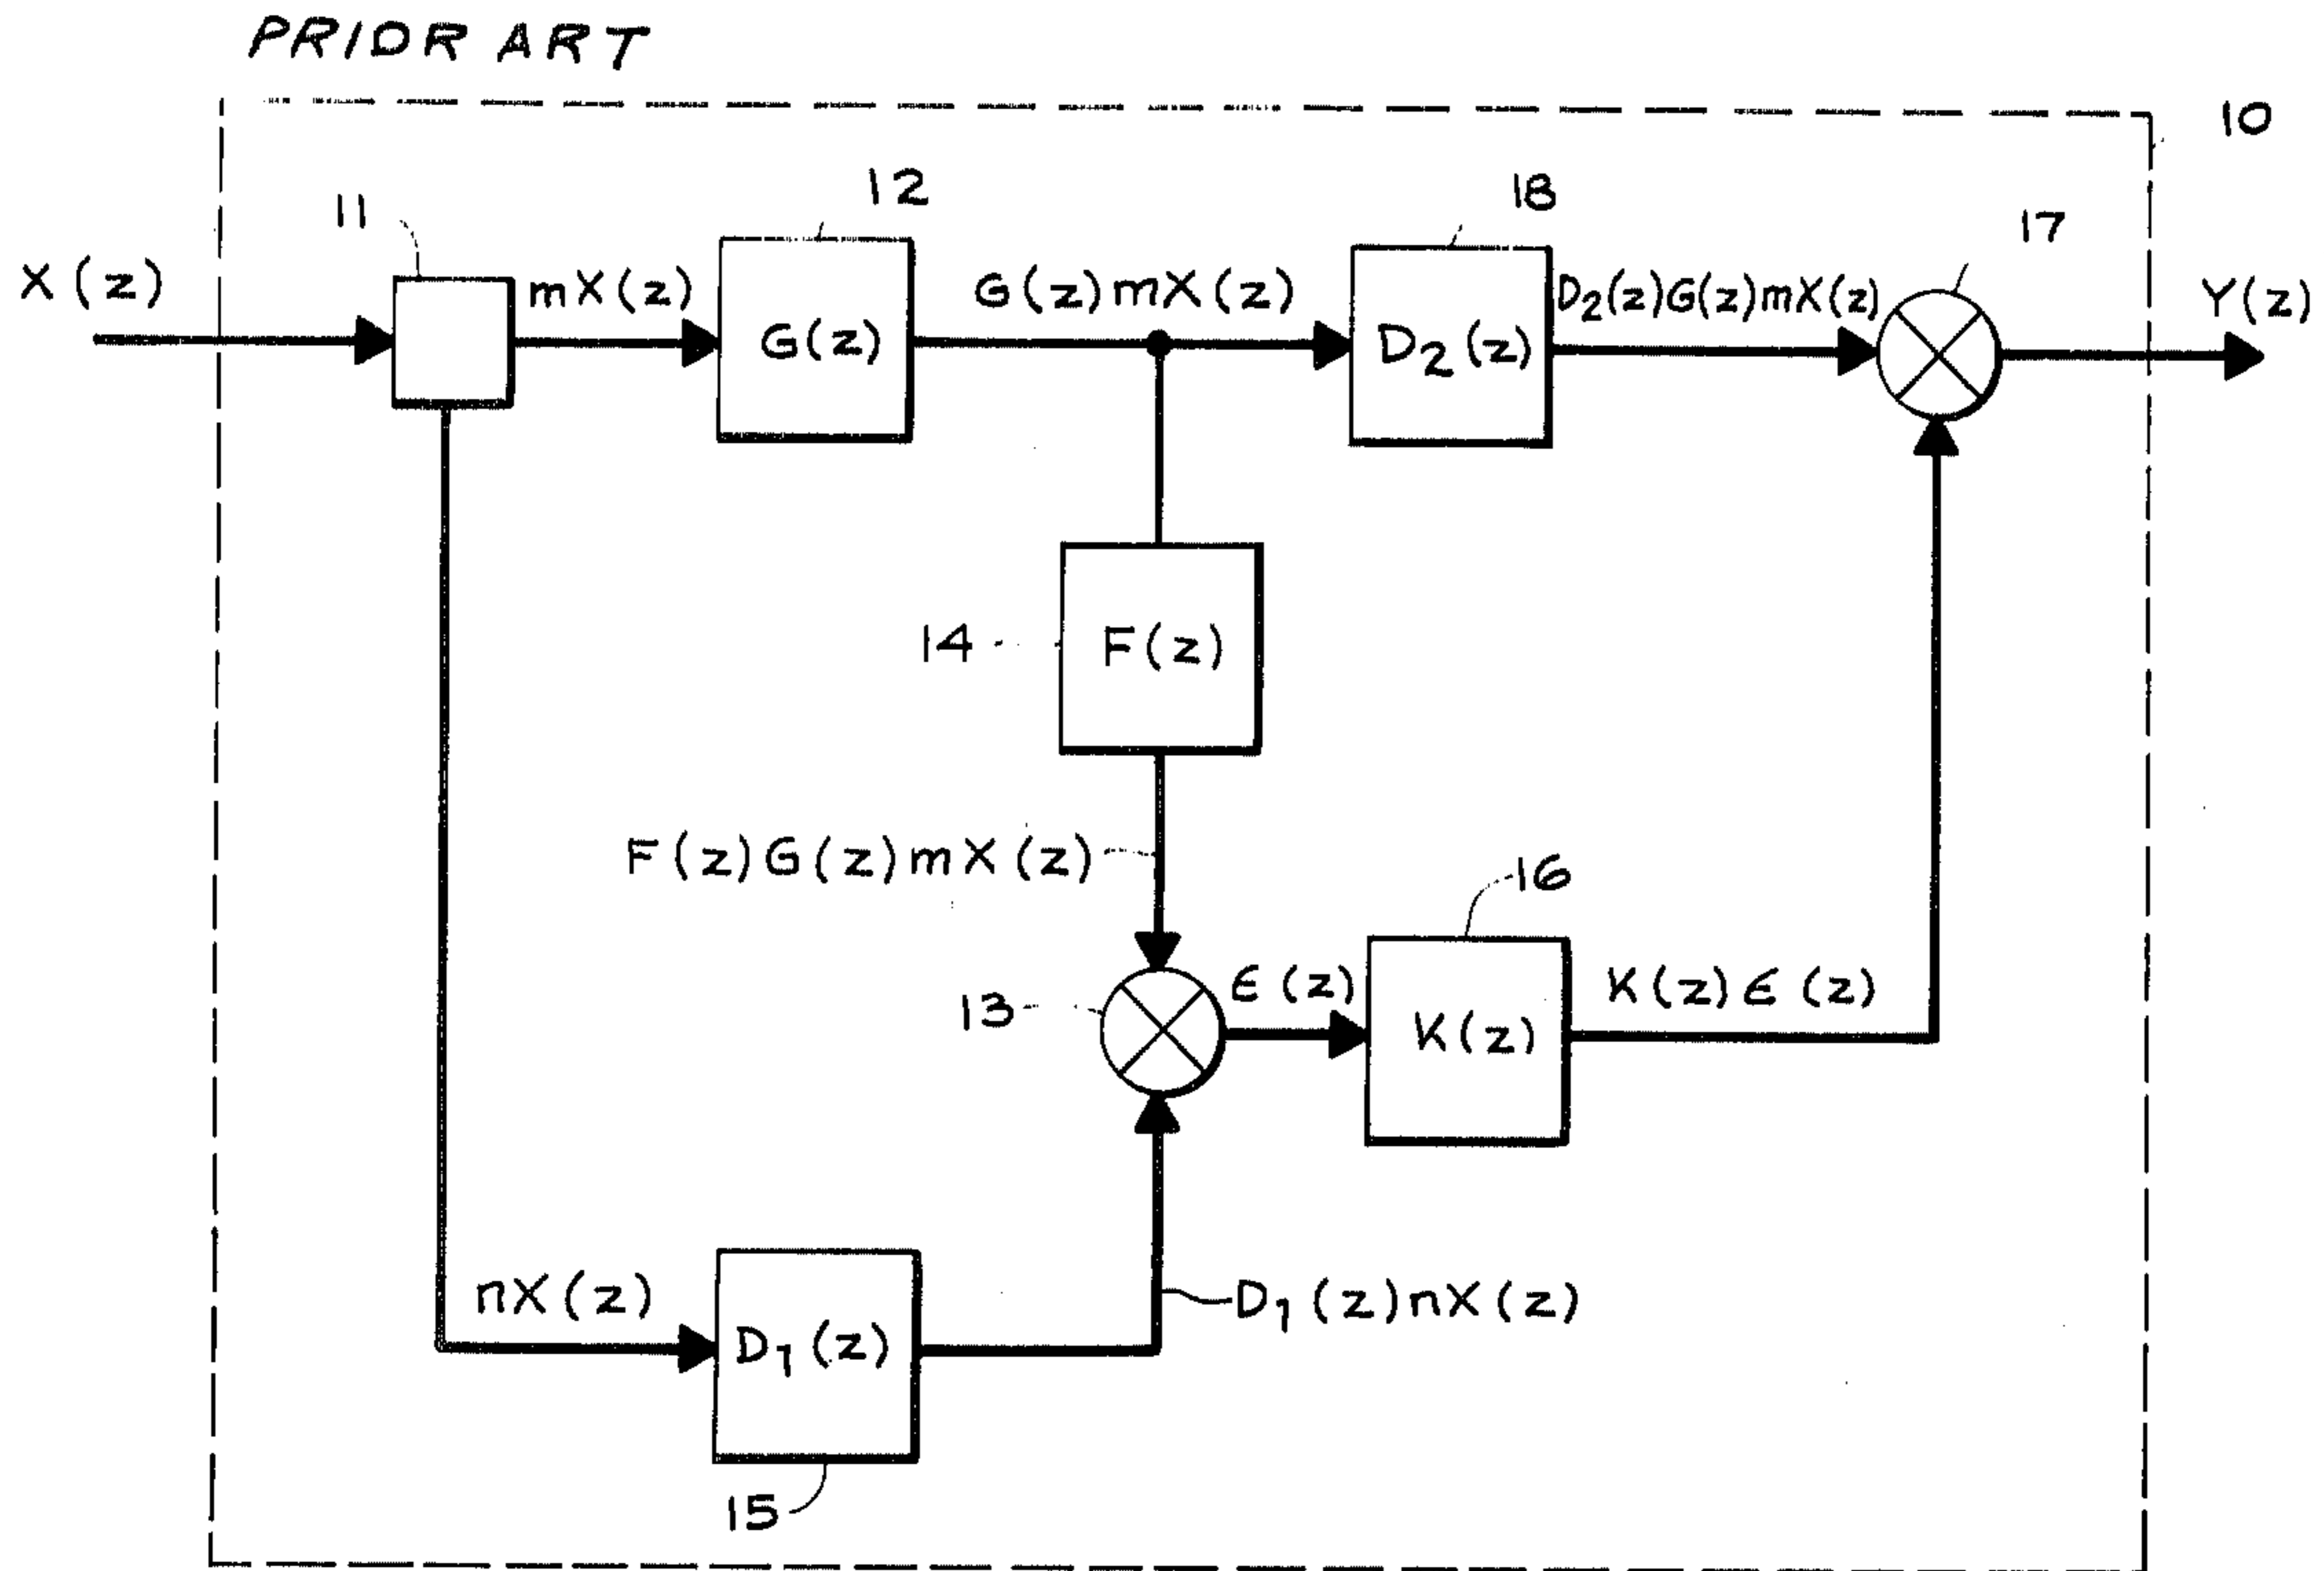 PRIOR ART
10
11
12
18
17
X(z)
mX(z)
G(z)
G(z)mX(z)
D₂(z)
D₂(z)G(z)mX(z)
Y(z)
14
F(z)
F(z)G(z)mX(z)
16
13
ϵ(z)
K(z)
K(z)ϵ(z)
nX(z)
D₁(z)
D₁(z)nX(z)
15